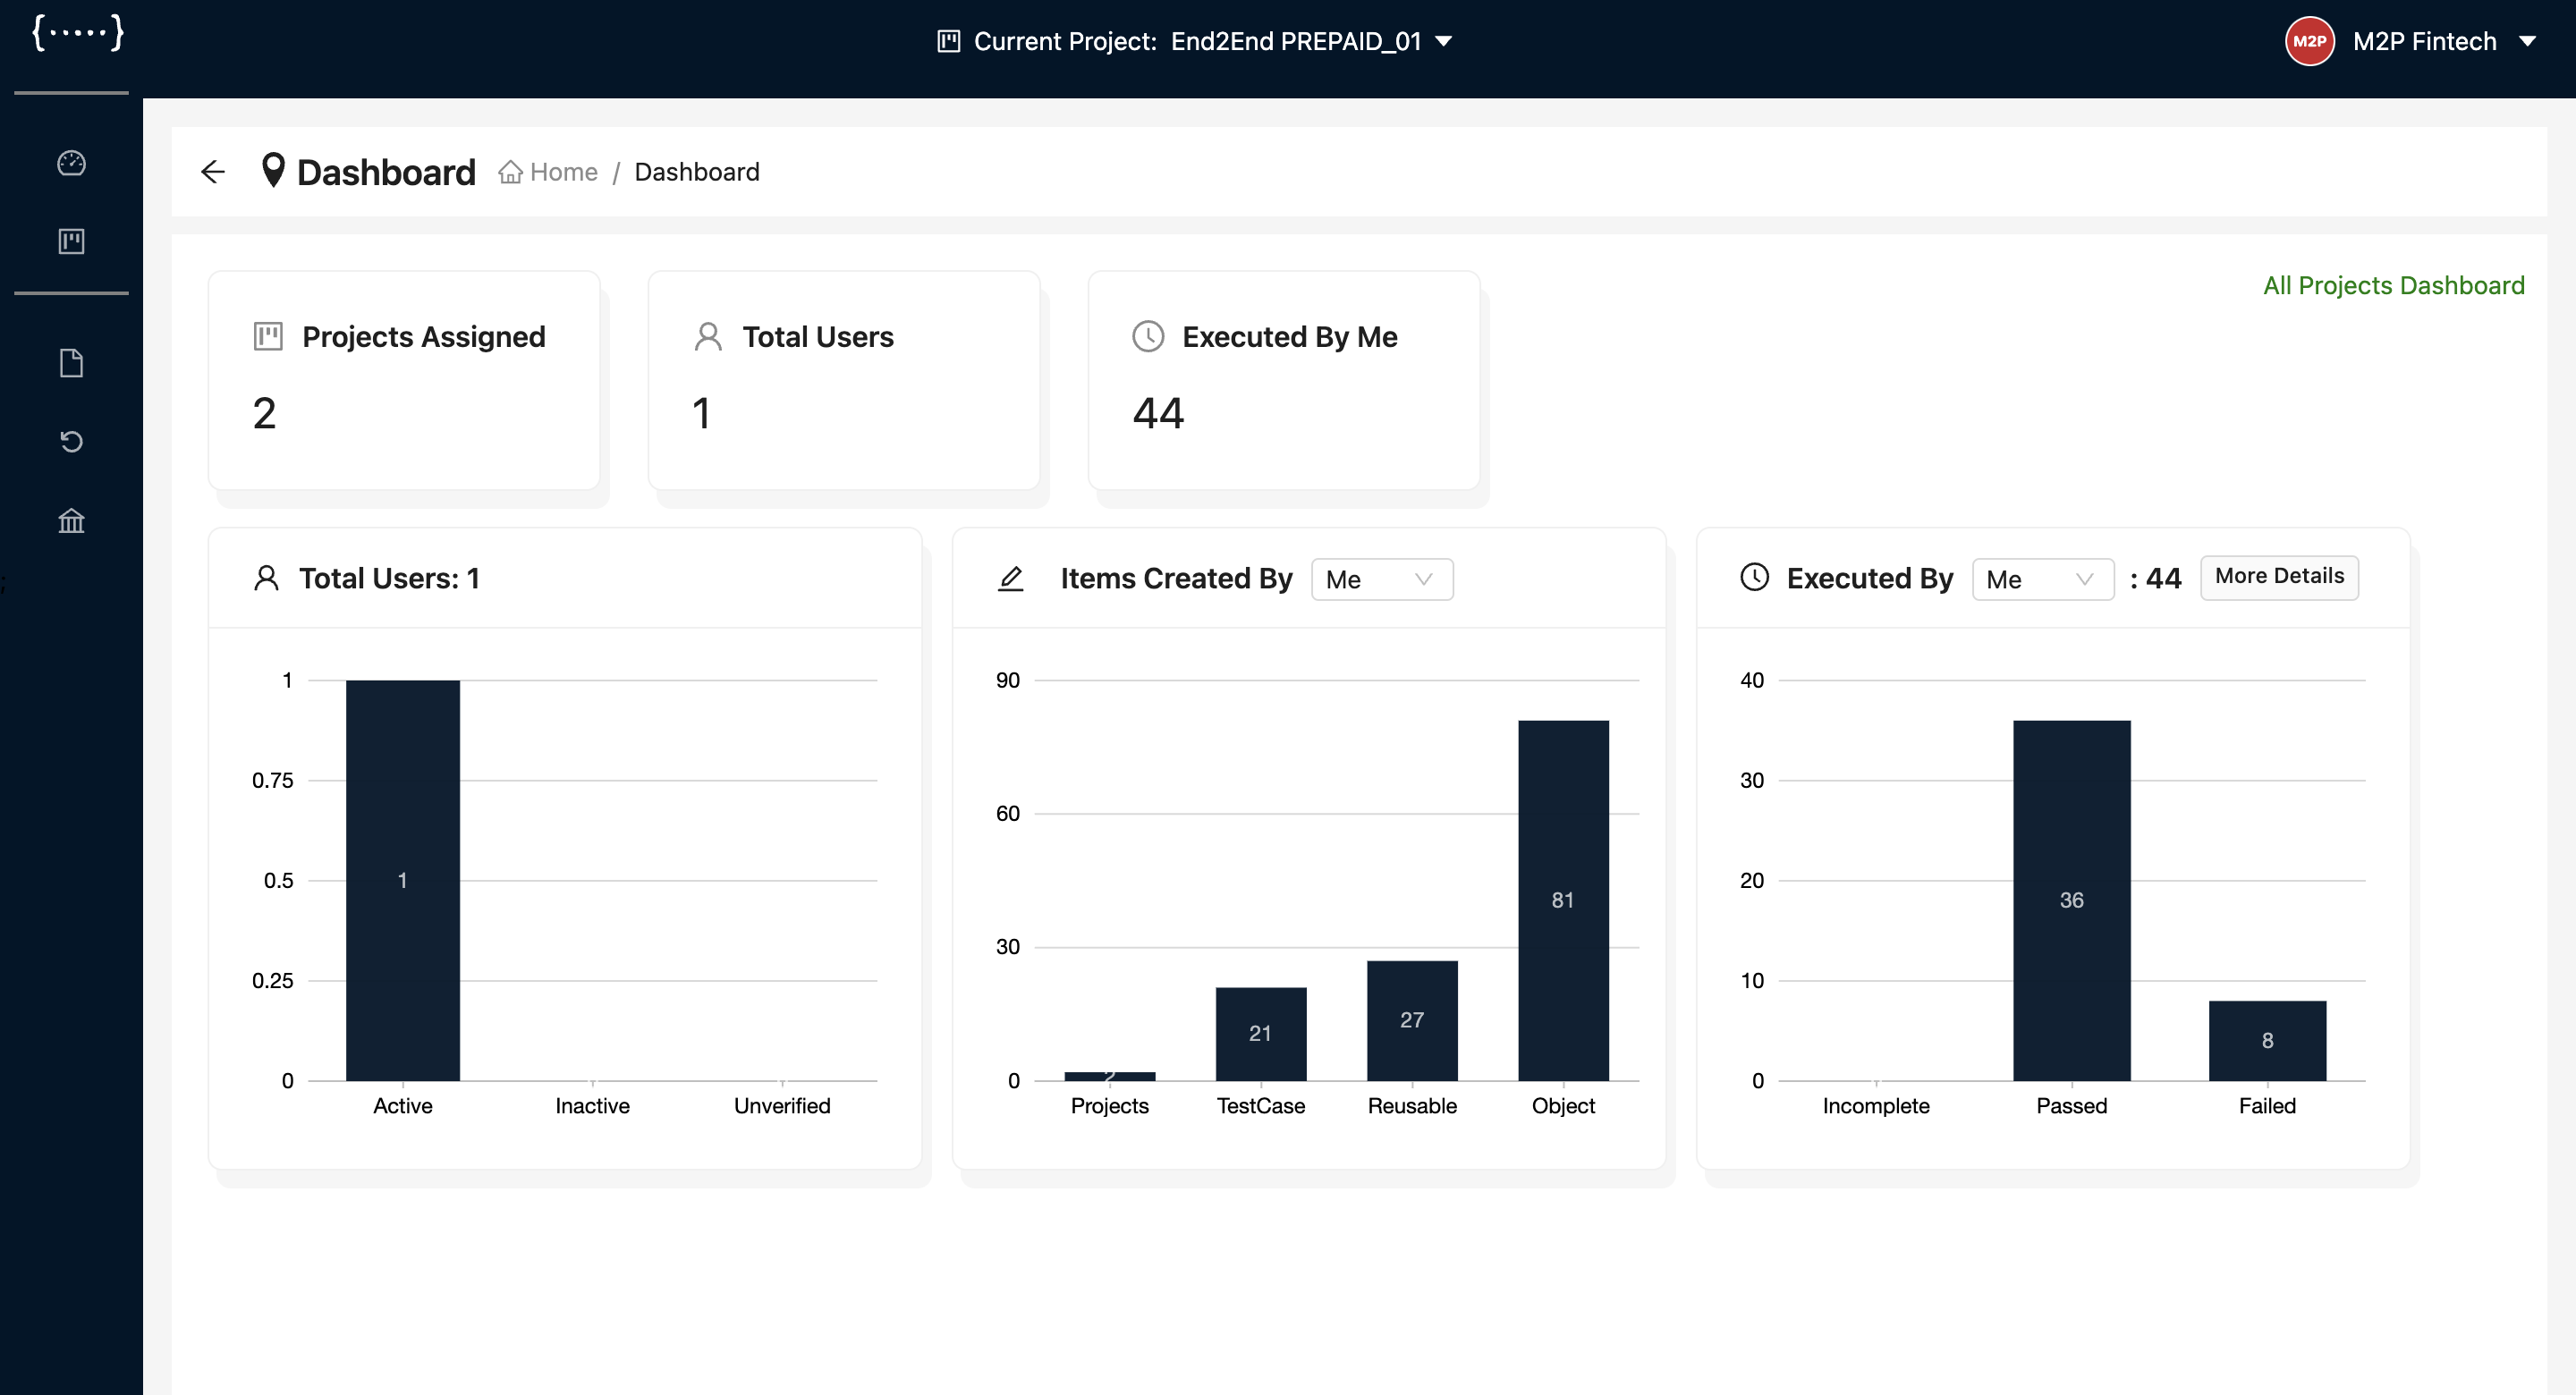 {·····}
Current Project: End2End PREPAID_01
M2P
M2P Fintech
Dashboard
Home / Dashboard
All Projects Dashboard
Projects Assigned
2
Total Users
1
Executed By Me
44
;
Total Users: 1
1
0.75
0.5
0.25
0
1
Active
Inactive
Unverified
Items Created By
Me
90
60
30
0
2
21
27
81
Projects
TestCase
Reusable
Object
Executed By
Me
: 44
More Details
40
30
20
10
0
36
8
Incomplete
Passed
Failed